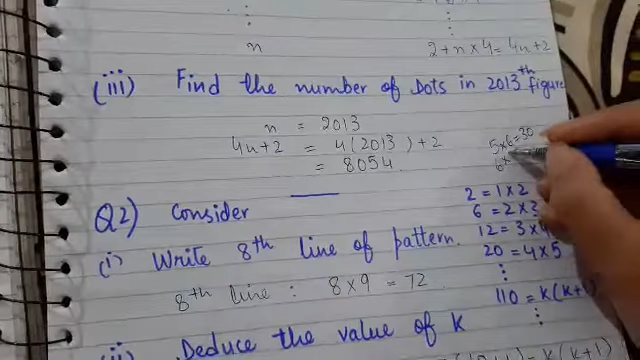 n
2+n×4=4n+2
(iii) Find the number of Dots in 2013th figure
n = 2013
4n+2 = 4(2013)+2
= 8054
5×6=30
6×
Q2) Consider
2 = 1×2
6 = 2×3
12 = 3×4
20 = 4×5
110 = k(k+1)
(i) Write 8th line of pattern.
8th line : 8×9 = 72
(ii) Deduce the value of K